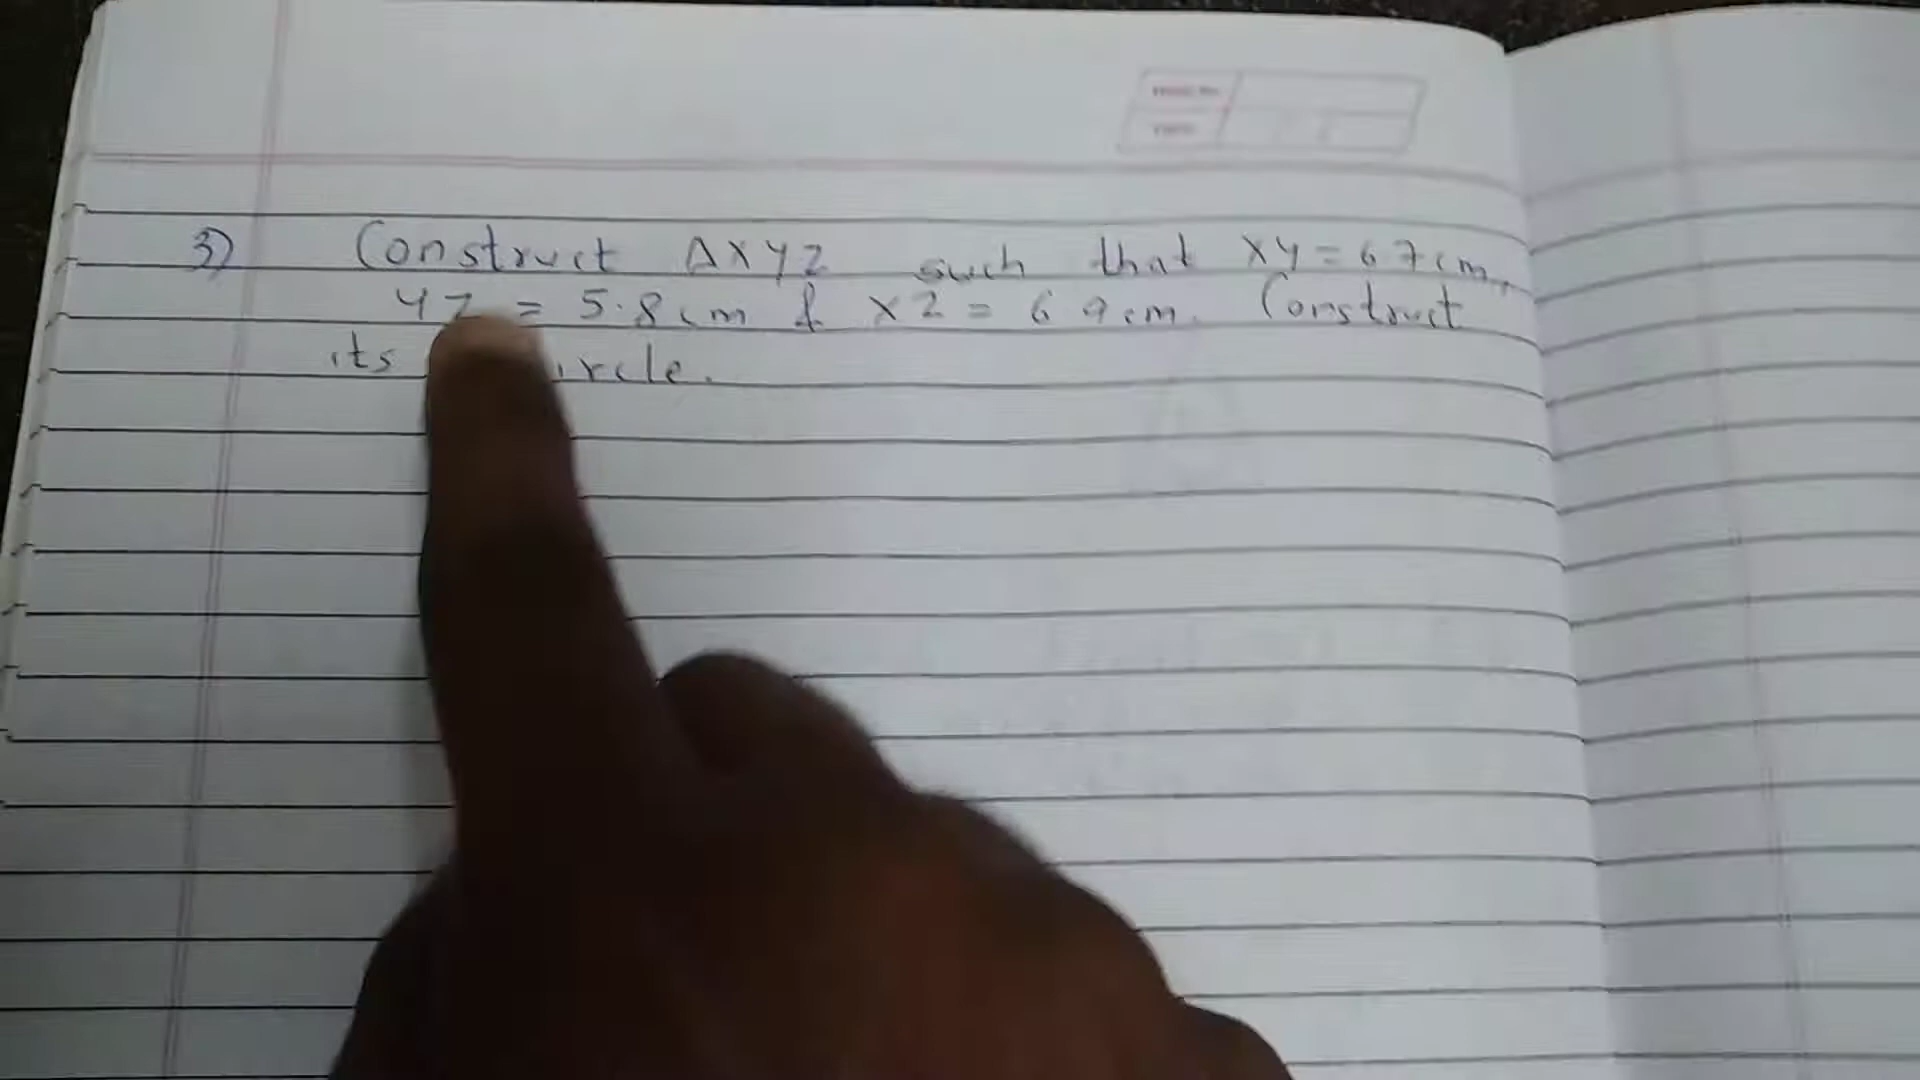 3) Construct ΔXYZ such that XY = 6.7 cm,
YZ = 5.8 cm & XZ = 6.9 cm. Construct
its